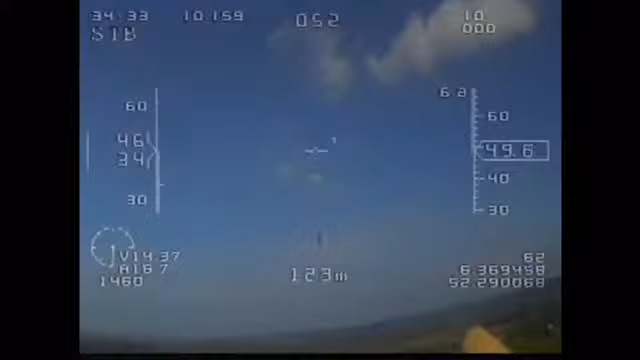 34:33 10.159 052 10
STB 000
60 6.a 60
46 49.6
34 40
30 30
V14.37 62
A16.7 123m 6.369458
1460 52.290068